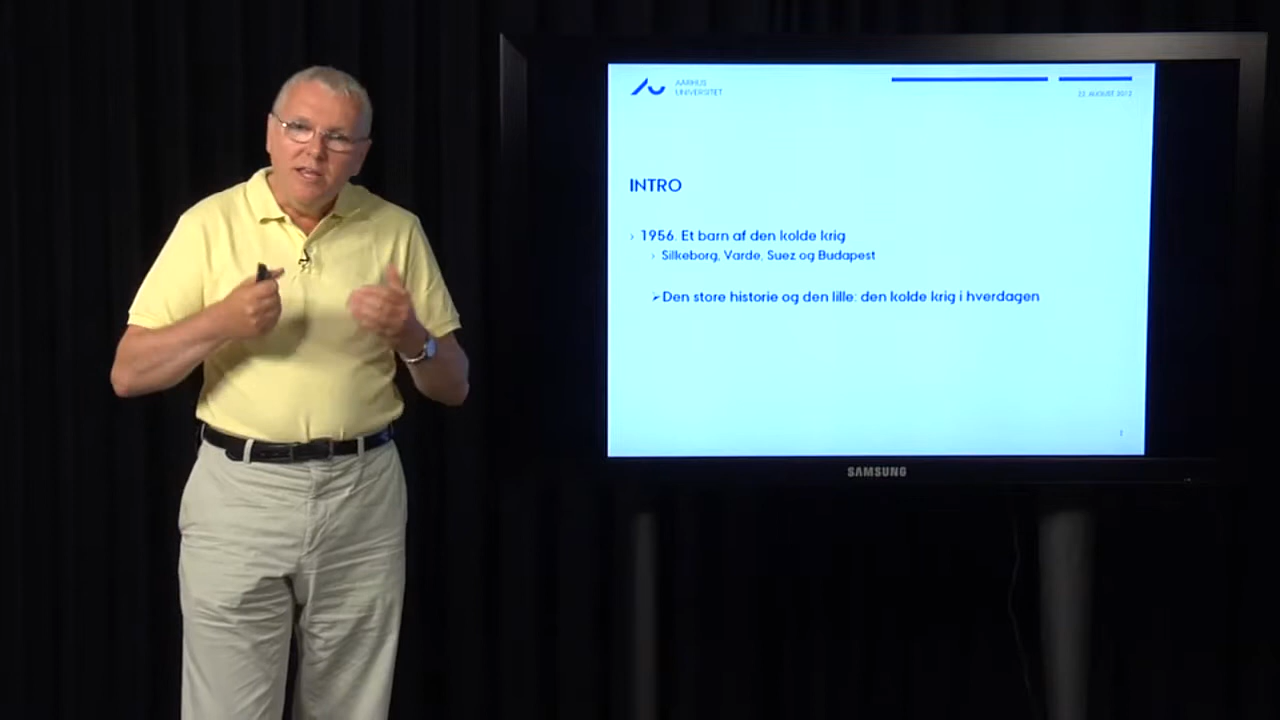 AARHUS
UNIVERSITET
22. AUGUST 2012
INTRO
› 1956. Et barn af den kolde krig
› Silkeborg, Varde, Suez og Budapest
➢Den store historie og den lille: den kolde krig i hverdagen
SAMSUNG